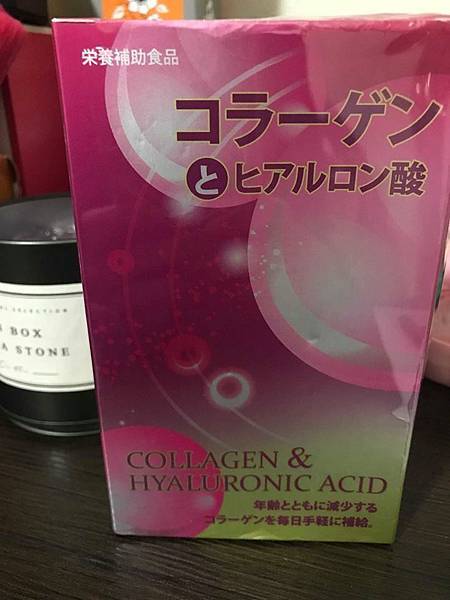 栄養補助食品
コラーゲン
とヒアルロン酸
BOX
A STONE
COLLAGEN &
HYALURONIC ACID
年齢とともに減少する
コラーゲンを毎日手軽に補給。